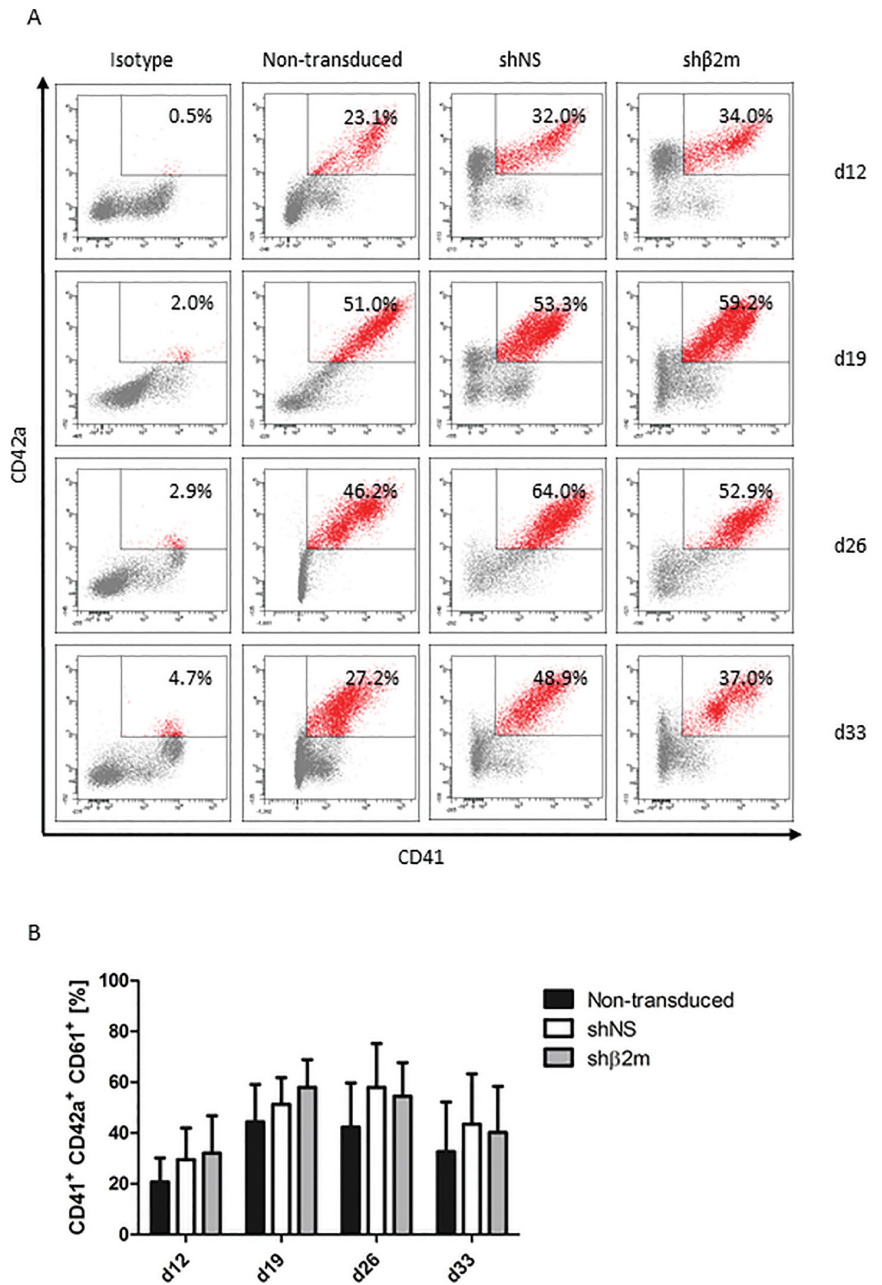 A
Isotype Non-transduced shNS shβ2m
0.5% 23.1% 32.0% 34.0% d12
2.0% 51.0% 53.3% 59.2% d19
2.9% 46.2% 64.0% 52.9% d26
4.7% 27.2% 48.9% 37.0% d33
CD42a
CD41
B
CD41+ CD42a+ CD61+ [%]
100
80
60
40
20
0
d12 d19 d26 d33
Non-transduced
shNS
shβ2m